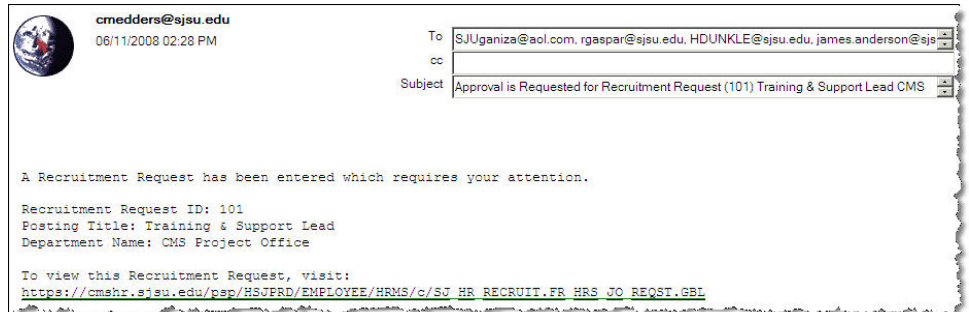 cmedders@sjsu.edu
06/11/2008 02:28 PM
To SJUganiza@aol.com, rgaspar@sjsu.edu, HDUNKLE@sjsu.edu, james.anderson@sjs
cc
Subject Approval is Requested for Recruitment Request (101) Training & Support Lead CMS
A Recruitment Request has been entered which requires your attention.
Recruitment Request ID: 101
Posting Title: Training & Support Lead
Department Name: CMS Project Office
To view this Recruitment Request, visit:
https://cmshr.sjsu.edu/psp/HSJPRD/EMPLOYEE/HRMS/c/SJ_HR_RECRUIT.FR_HRS_JO_REQST.GBL